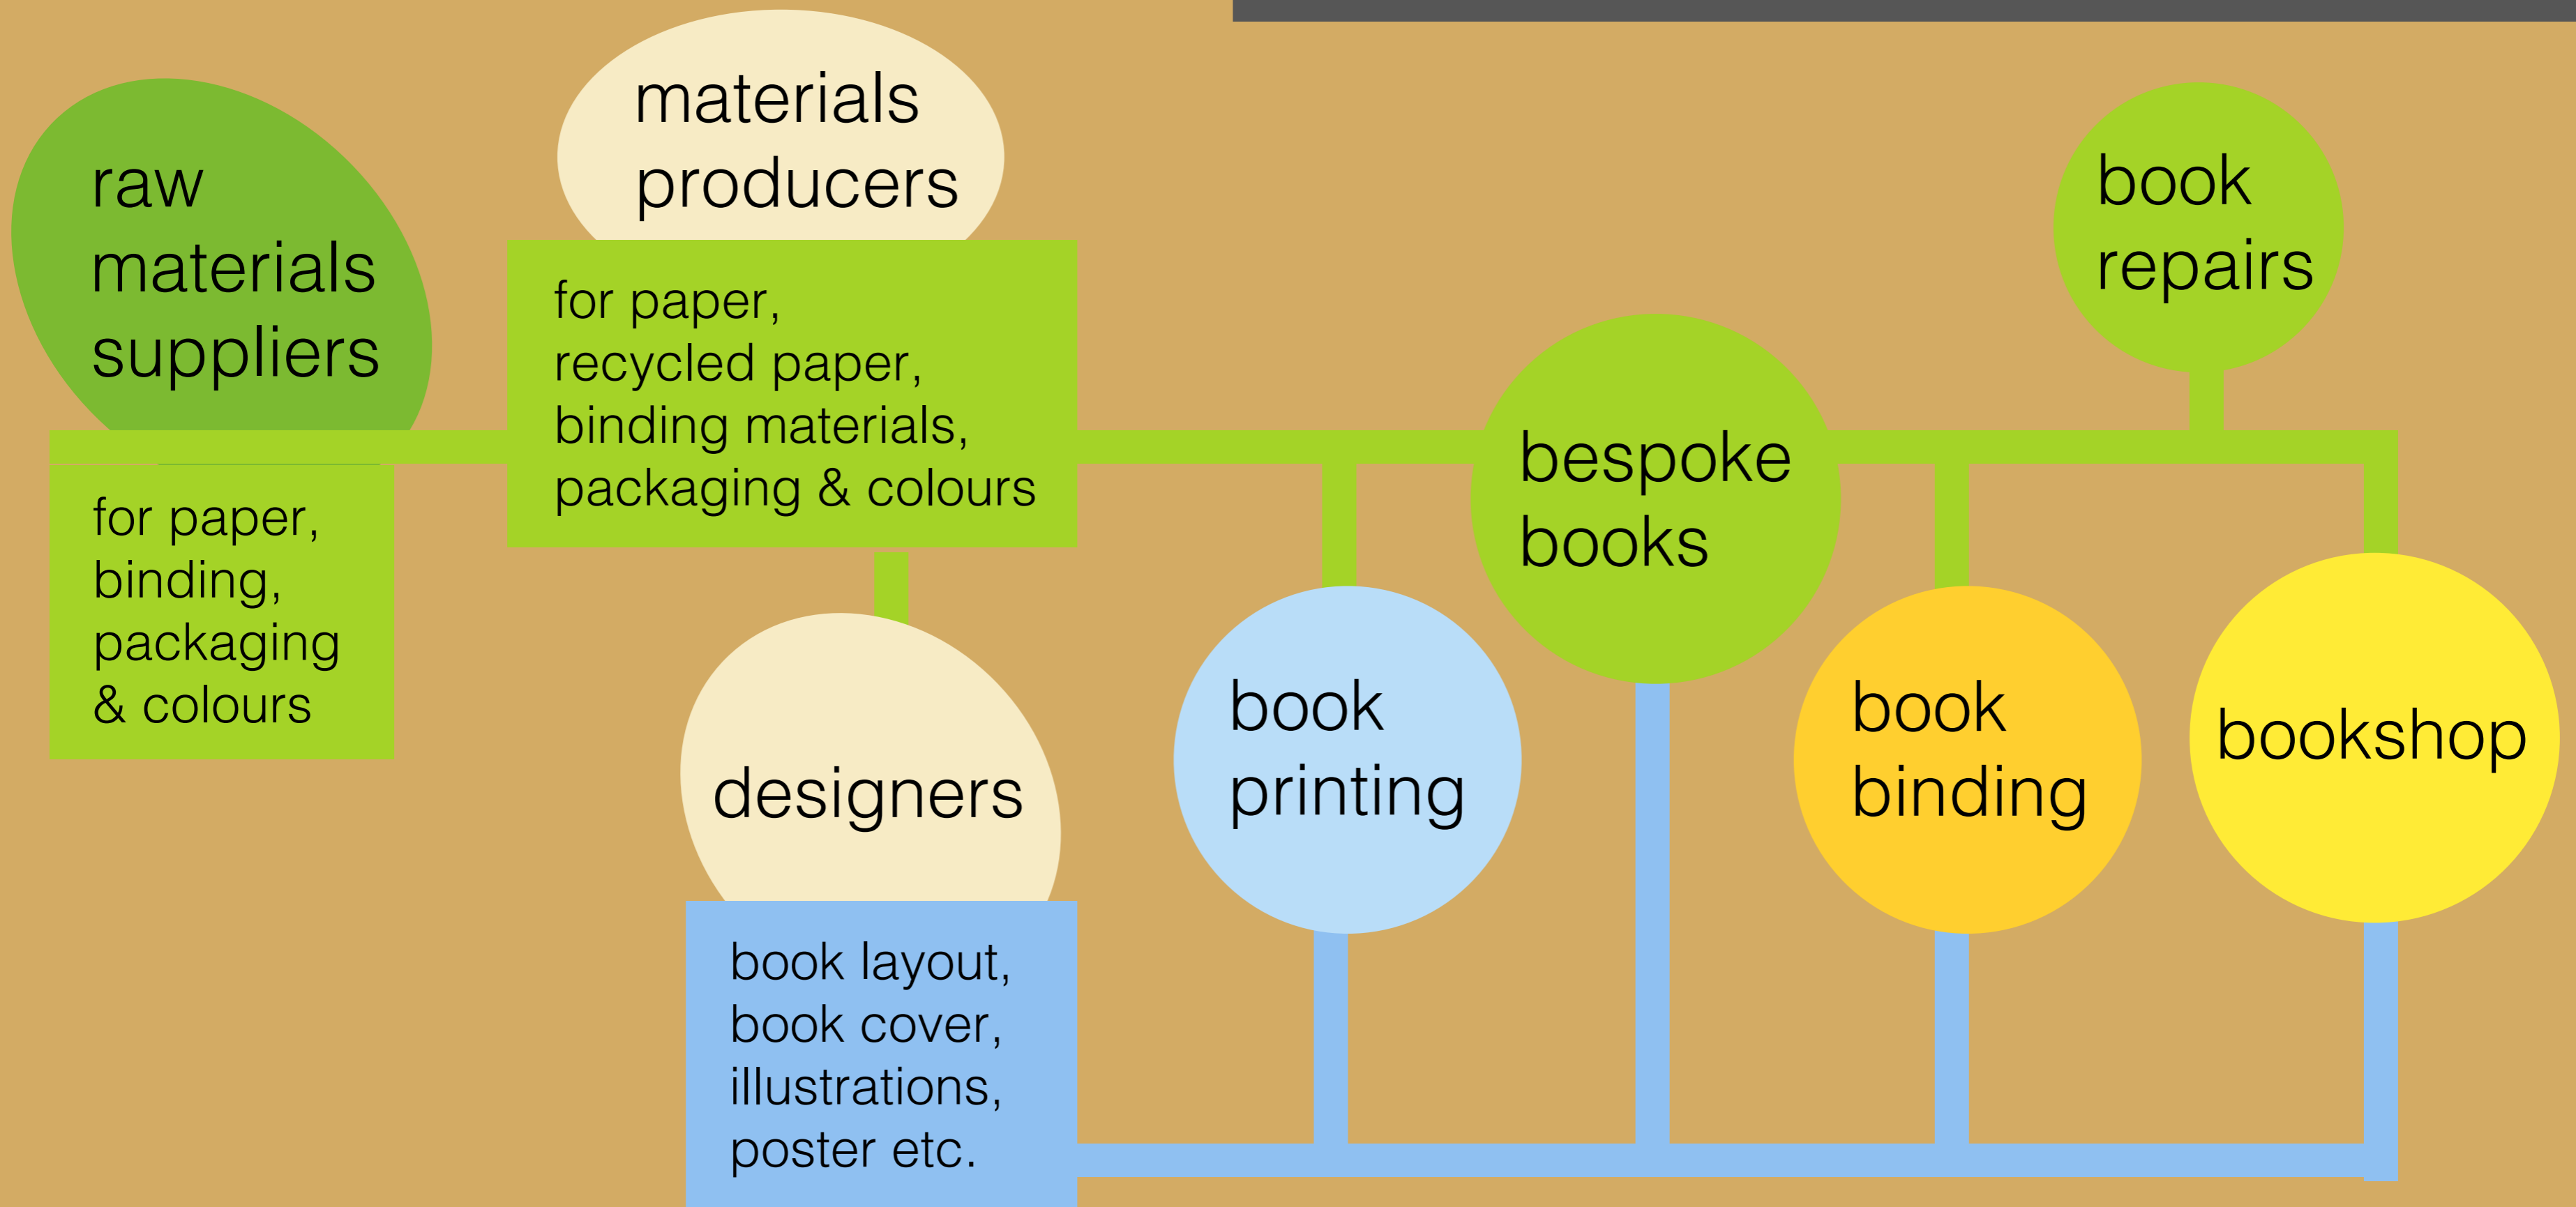 raw
materials
suppliers
for paper,
binding,
packaging
& colours
materials
producers
for paper,
recycled paper,
binding materials,
packaging & colours
designers
book layout,
book cover,
illustrations,
poster etc.
book
printing
bespoke
books
book
binding
book
repairs
bookshop